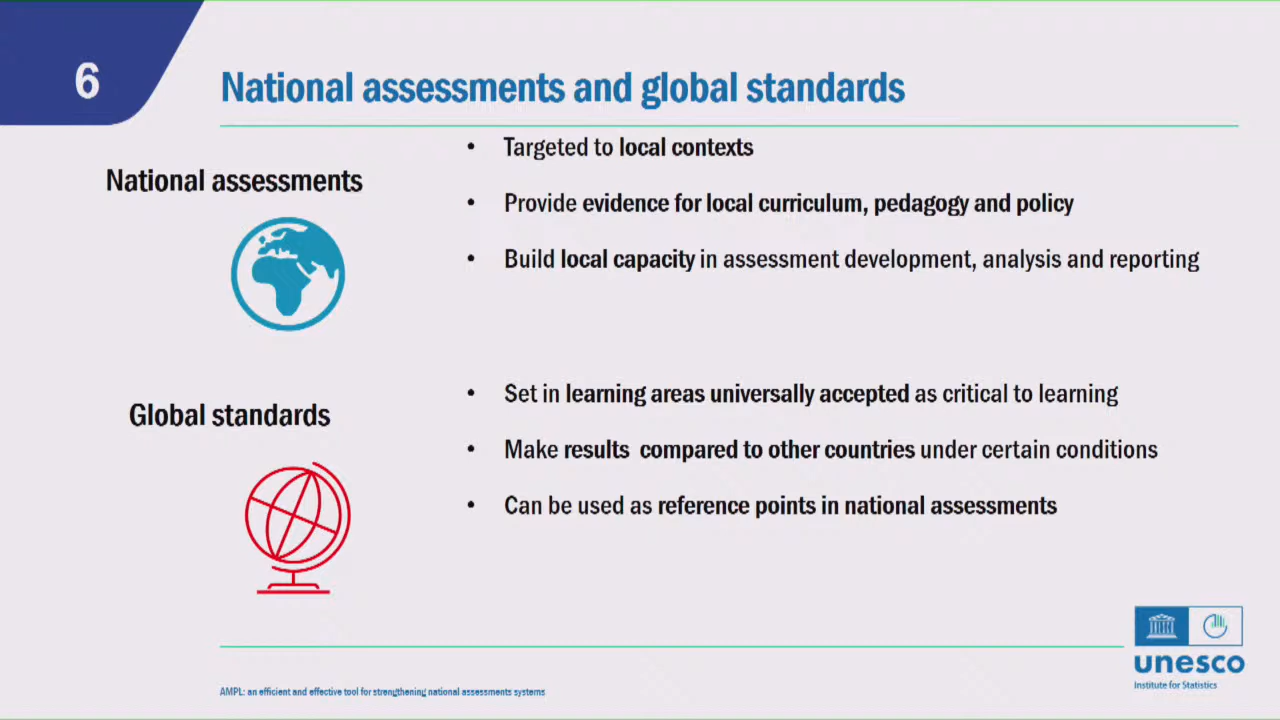 6
National assessments and global standards
National assessments
• Targeted to local contexts
• Provide evidence for local curriculum, pedagogy and policy
• Build local capacity in assessment development, analysis and reporting
Global standards
• Set in learning areas universally accepted as critical to learning
• Make results compared to other countries under certain conditions
• Can be used as reference points in national assessments
unesco
Institute for Statistics
AMPL: an efficient and effective tool for strengthening national assessments systems